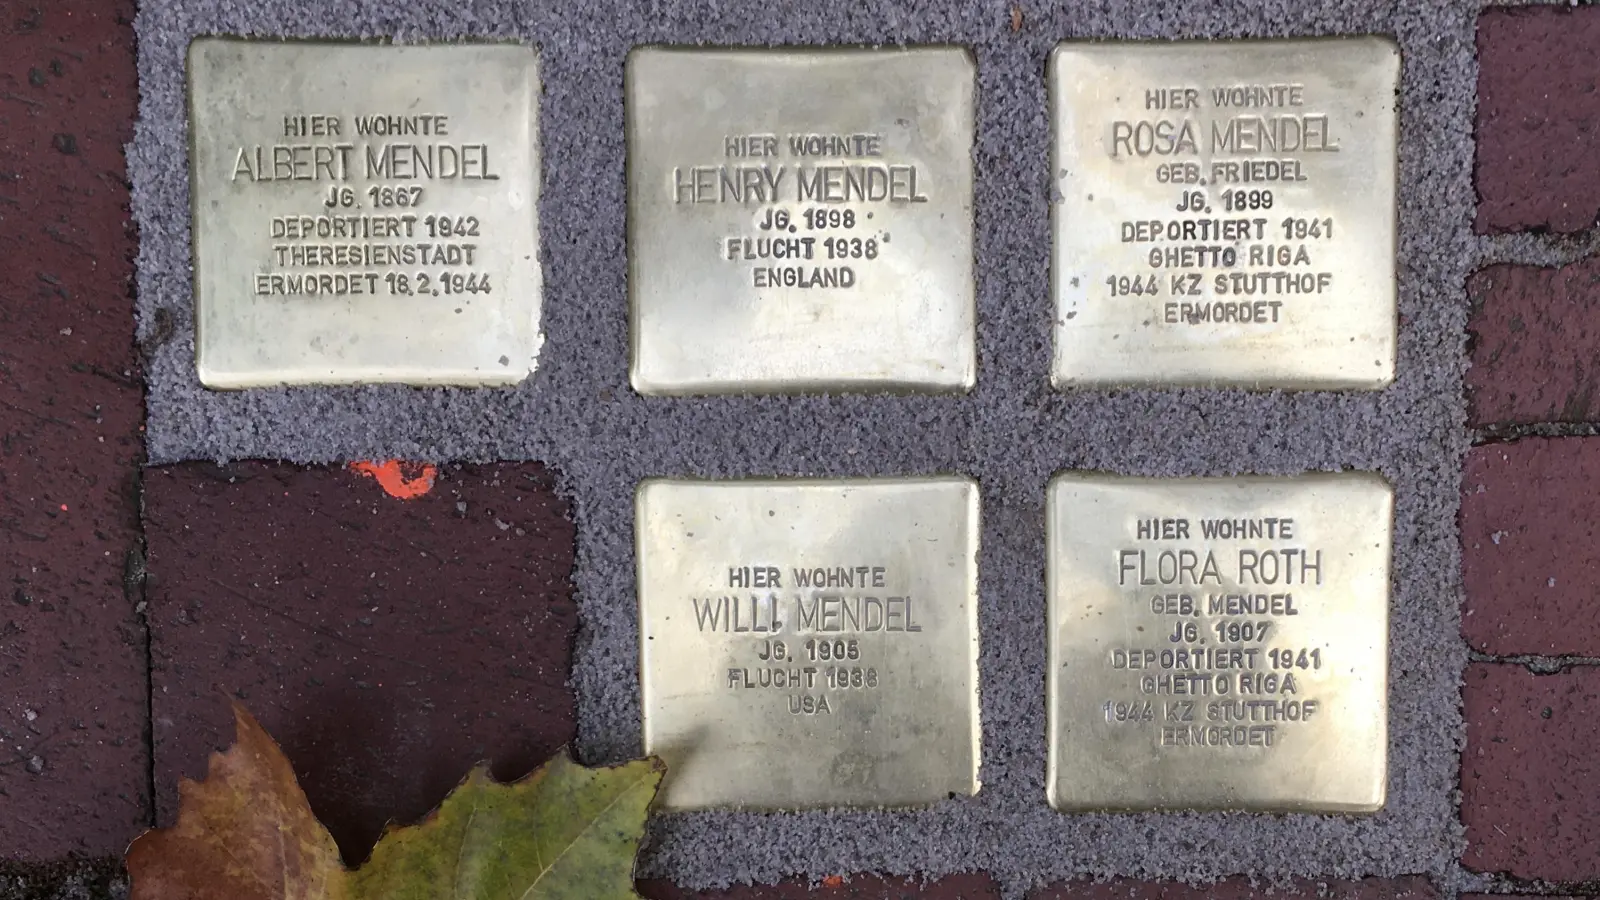 HIER WOHNTE
ALBERT MENDEL
JG. 1867
DEPORTIERT 1942
THERESIENSTADT
ERMORDET 18.2.1944
HIER WOHNTE
HENRY MENDEL
JG. 1898
FLUCHT 1938
ENGLAND
HIER WOHNTE
ROSA MENDEL
GEB. FRIEDEL
JG. 1899
DEPORTIERT 1941
GHETTO RIGA
1944 KZ STUTTHOF
ERMORDET
HIER WOHNTE
WILLI MENDEL
JG. 1905
FLUCHT 1938
USA
HIER WOHNTE
FLORA ROTH
GEB. MENDEL
JG. 1907
DEPORTIERT 1941
GHETTO RIGA
1944 KZ STUTTHOF
ERMORDET